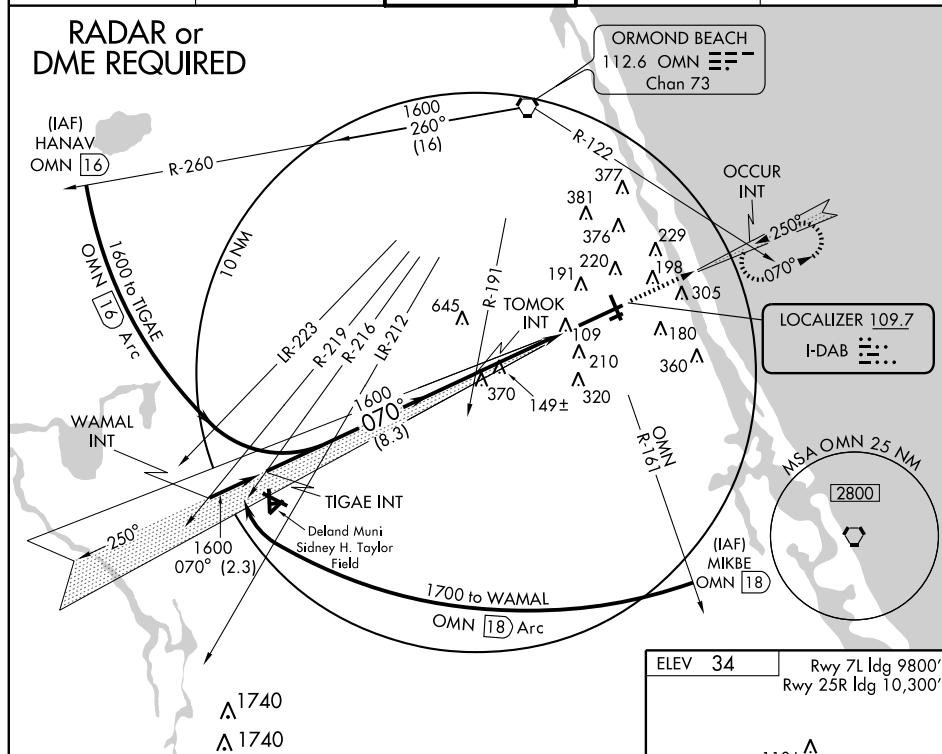 RADAR or
DME REQUIRED
ORMOND BEACH
112.6 OMN
Chan 73
(IAF)
HANAV
OMN 16
1600
260°
(16)
R-260
R-122
OCCUR
INT
377
381
376
229
250°
070°
10 NM
1600 to TIGAE
OMN 16 Arc
220
198
191
305
R-191
645
TOMOK
INT
LR-223
R-219
R-216
LR-212
LOCALIZER 109.7
I-DAB
109
180
210
360
370
149±
320
1600
070°
(8.3)
WAMAL
INT
OMN
R-161
MSA OMN 25 NM
2800
TIGAE INT
250°
Deland Muni
Sidney H. Taylor
Field
1600
070° (2.3)
(IAF)
MIKBE
OMN 18
1700 to WAMAL
OMN 18 Arc
ELEV 34
Rwy 7L ldg 9800'
Rwy 25R ldg 10,300'
1740
1740